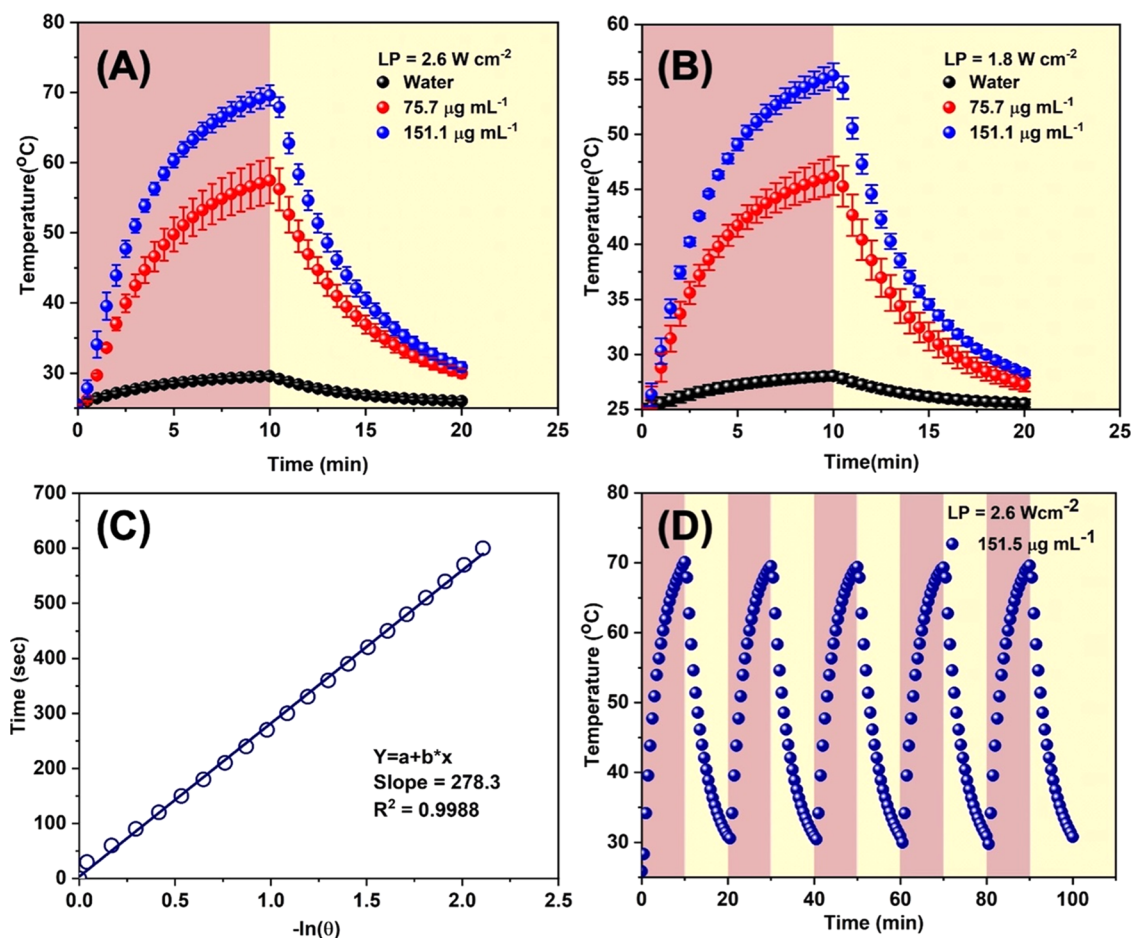 (A)
LP = 2.6 W cm-2
Water
75.7 µg mL-1
151.1 µg mL-1
Temperature(oC)
80
70
60
50
40
30
0 5 10 15 20 25
Time (min)
(B)
LP = 1.8 W cm-2
Water
75.7 µg mL-1
151.1 µg mL-1
Temperature(oC)
60
55
50
45
40
35
30
25
0 5 10 15 20 25
Time(min)
(C)
Time (sec)
700
600
500
400
300
200
100
0
Y=a+b*x
Slope = 278.3
R2 = 0.9988
0.0 0.5 1.0 1.5 2.0 2.5
-ln(θ)
(D)
LP = 2.6 Wcm-2
151.5 µg mL-1
Temperature (oC)
80
70
60
50
40
30
0 20 40 60 80 100
Time (min)